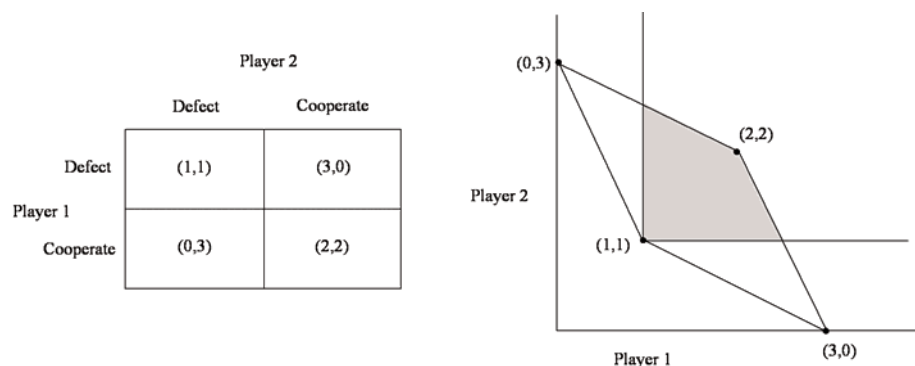 Player 2
Defect Cooperate
Defect (1,1) (3,0)
Player 1
Cooperate (0,3) (2,2)
(0,3)
(2,2)
Player 2
(1,1)
(3,0)
Player 1